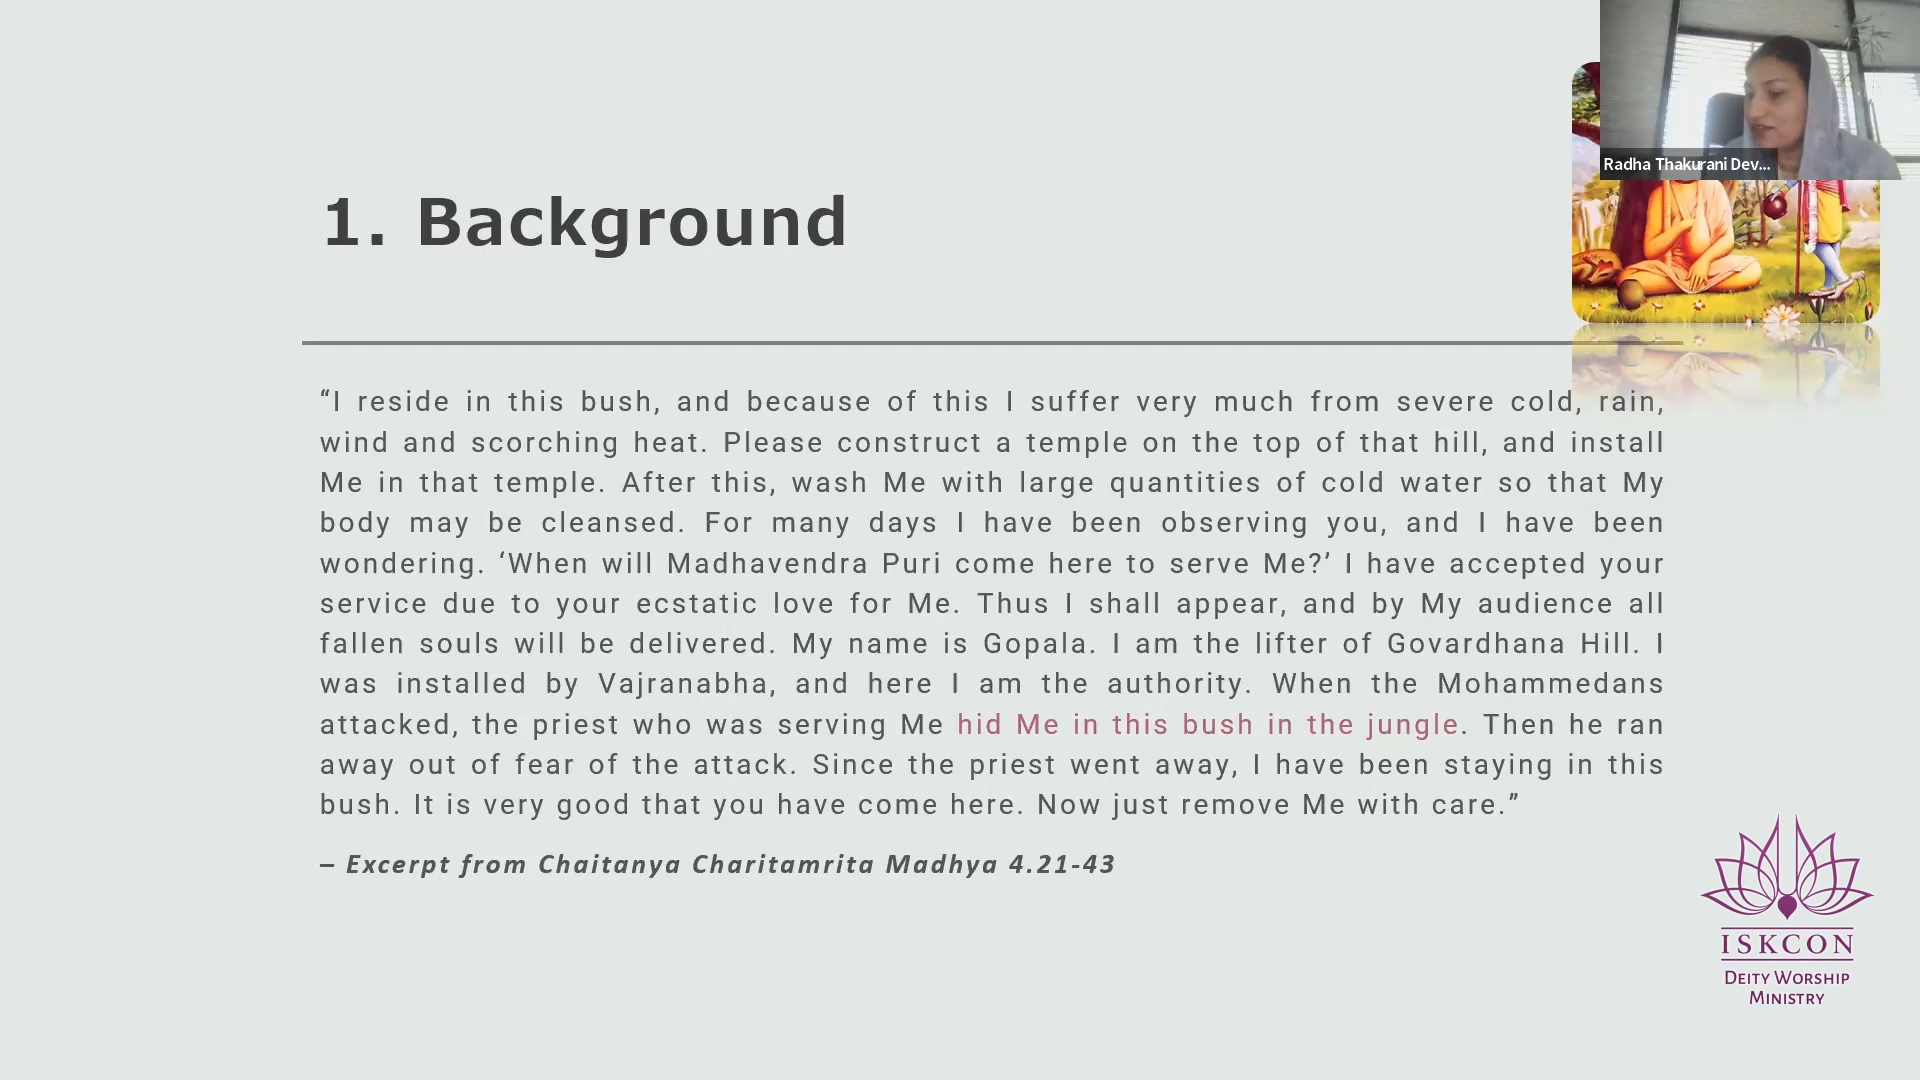 Radha Thakurani Dev...
1. Background
“I reside in this bush, and because of this I suffer very much from severe cold, rain,
wind and scorching heat. Please construct a temple on the top of that hill, and install
Me in that temple. After this, wash Me with large quantities of cold water so that My
body may be cleansed. For many days I have been observing you, and I have been
wondering. ‘When will Madhavendra Puri come here to serve Me?’ I have accepted your
service due to your ecstatic love for Me. Thus I shall appear, and by My audience all
fallen souls will be delivered. My name is Gopala. I am the lifter of Govardhana Hill. I
was installed by Vajranabha, and here I am the authority. When the Mohammedans
attacked, the priest who was serving Me hid Me in this bush in the jungle. Then he ran
away out of fear of the attack. Since the priest went away, I have been staying in this
bush. It is very good that you have come here. Now just remove Me with care.”
– Excerpt from Chaitanya Charitamrita Madhya 4.21-43
ISKCON
DEITY WORSHIP
MINISTRY